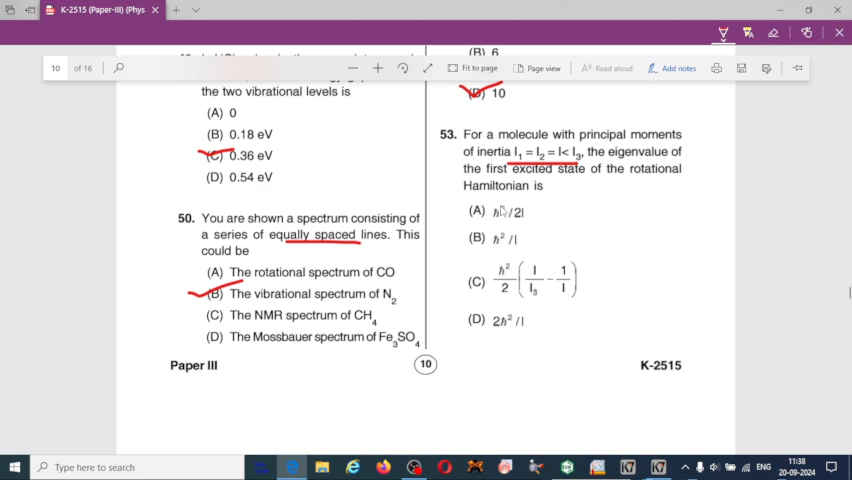 K-2515 (Paper-III) (Phys
10 of 16
Fit to page
Page view
Read aloud
Add notes
the two vibrational levels is
(A) 0
(B) 0.18 eV
(C) 0.36 eV
(D) 0.54 eV
50. You are shown a spectrum consisting of
a series of equally spaced lines. This
could be
(A) The rotational spectrum of CO
(B) The vibrational spectrum of N₂
(C) The NMR spectrum of CH₄
(D) The Mossbauer spectrum of Fe₃SO₄
(B) 6
(D) 10
53. For a molecule with principal moments
of inertia I₁ = I₂ = I< I₃, the eigenvalue of
the first excited state of the rotational
Hamiltonian is
(A) ħ²/2I
(B) ħ²/I
(C) ħ²/2 (1/I₃ − 1/I)
(D) 2ħ²/I
Paper III
10
K-2515
Type here to search
ENG
11:38
20-09-2024